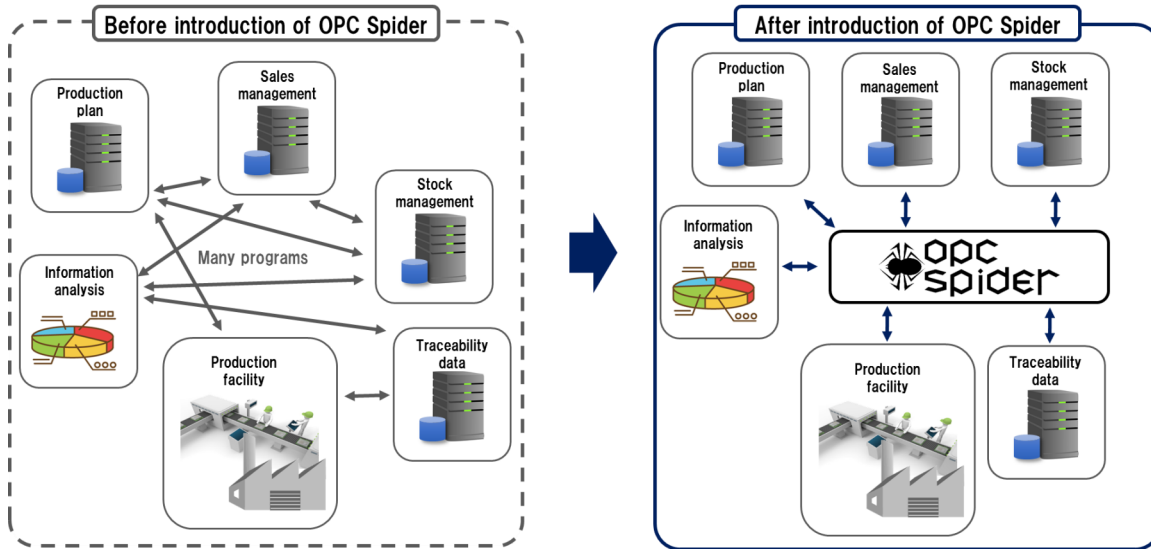 Before introduction of OPC Spider
Production
plan
Sales
management
Stock
management
Many programs
Information
analysis
Production
facility
Traceability
data
After introduction of OPC Spider
Production
plan
Sales
management
Stock
management
Information
analysis
opc
spider
Production
facility
Traceability
data